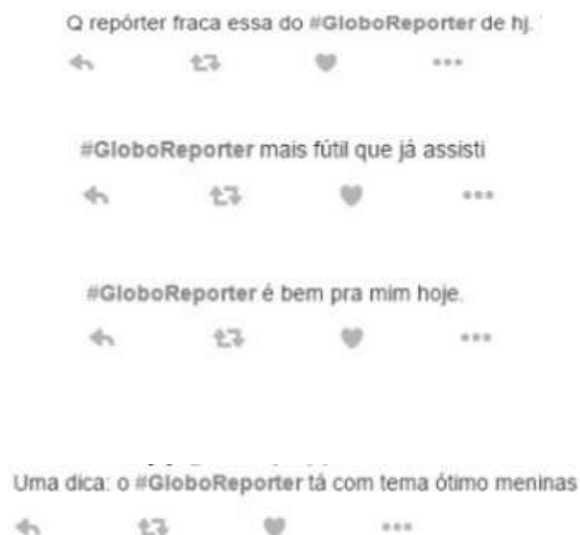 Q repórter fraca essa do #GloboReporter de hj.
#GloboReporter mais fútil que já assisti
#GloboReporter é bem pra mim hoje.
Uma dica: o #GloboReporter tá com tema ótimo meninas